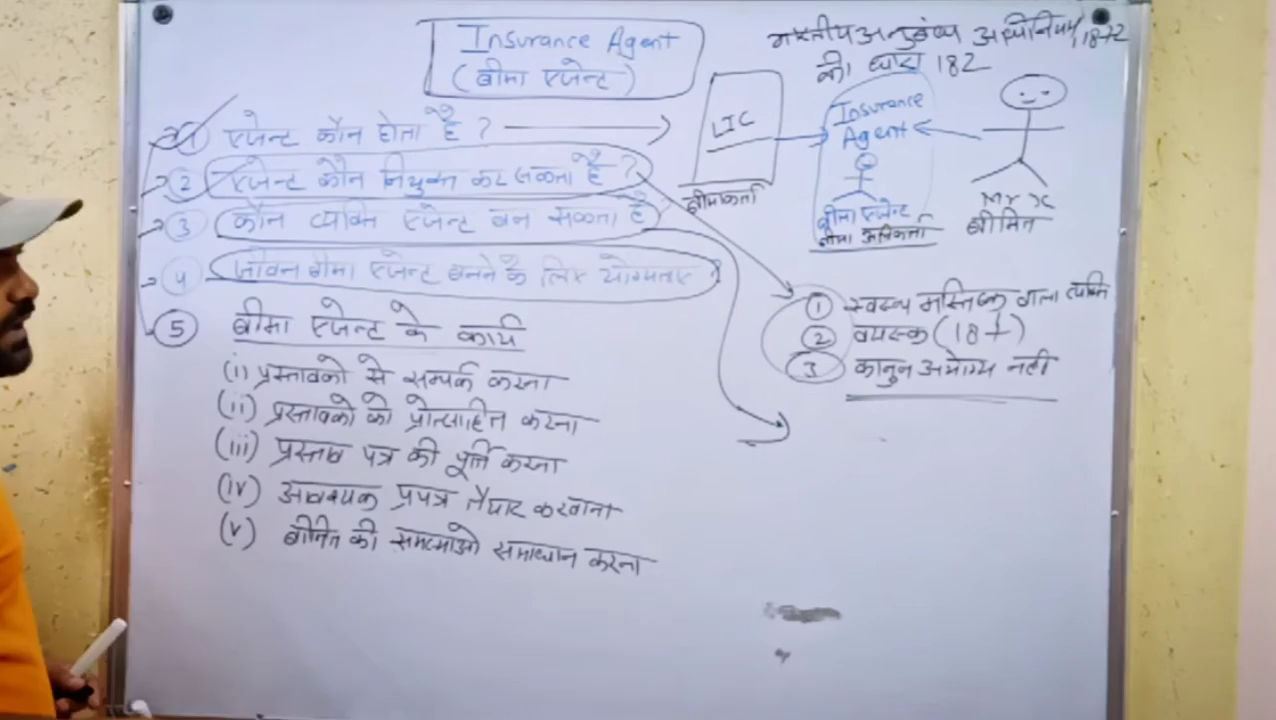 Insurance Agent
(बीमा एजेन्ट)
① एजेन्ट कौन होता है ?
② एजेन्ट कौन नियुक्त कर सकता है ?
③ कौन व्यक्ति एजेन्ट बन सकता है
४ जीवन बीमा एजेन्ट बनने के लिए योग्यताए
⑤ बीमा एजेन्ट के कार्य
(i) प्रस्तावको से सम्पर्क करना
(ii) प्रस्तावको को प्रोत्साहित करना
(iii) प्रस्ताव पत्र की पूर्ति करना
(iv) आवश्यक प्रपत्र तैयार करवाना
(v) बीमित की समस्याओ समाधान करना
भारतीय अनुबंध अधिनियम, 1872
की धारा 182
LIC
बीमाकर्ता
Insurance
Agent
बीमा एजेन्ट
बीमा अभिकर्ता
Mr X
बीमित
① स्वस्थ मस्तिष्क वाला व्यक्ति
② वयस्क (18+)
③ कानुन अयोग्य नही